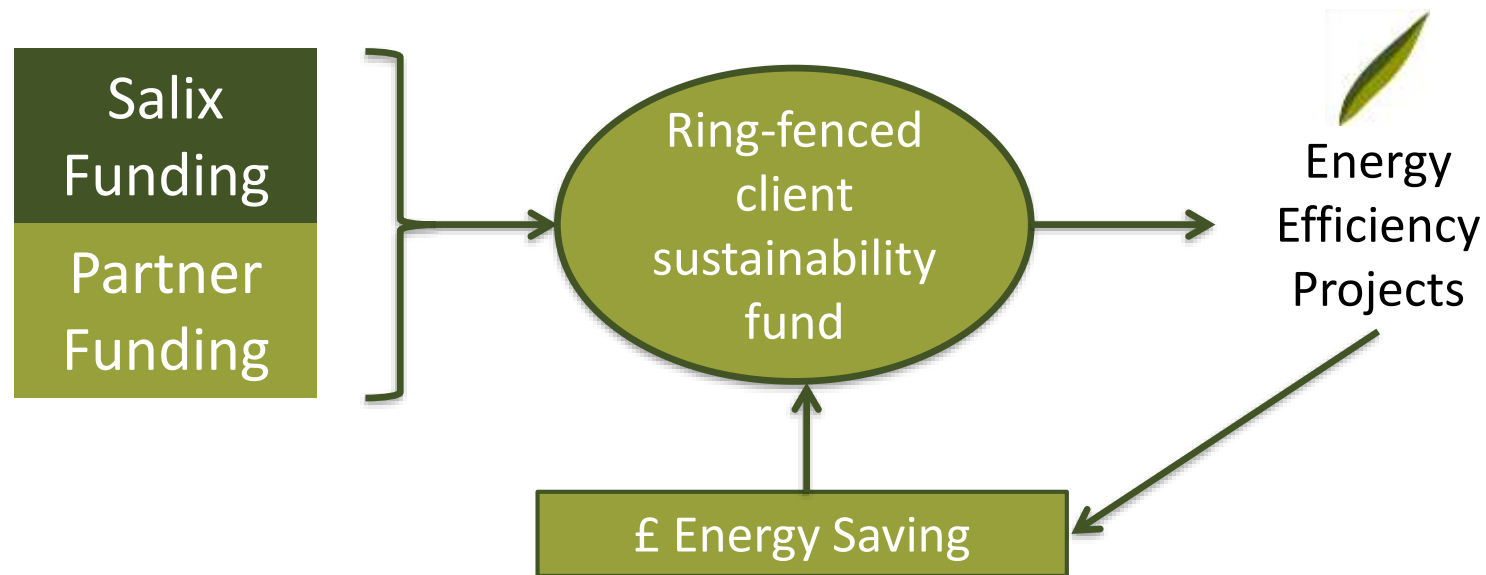 Salix
Funding
Partner
Funding
Ring-fenced
client
sustainability
fund
Energy
Efficiency
Projects
£ Energy Saving